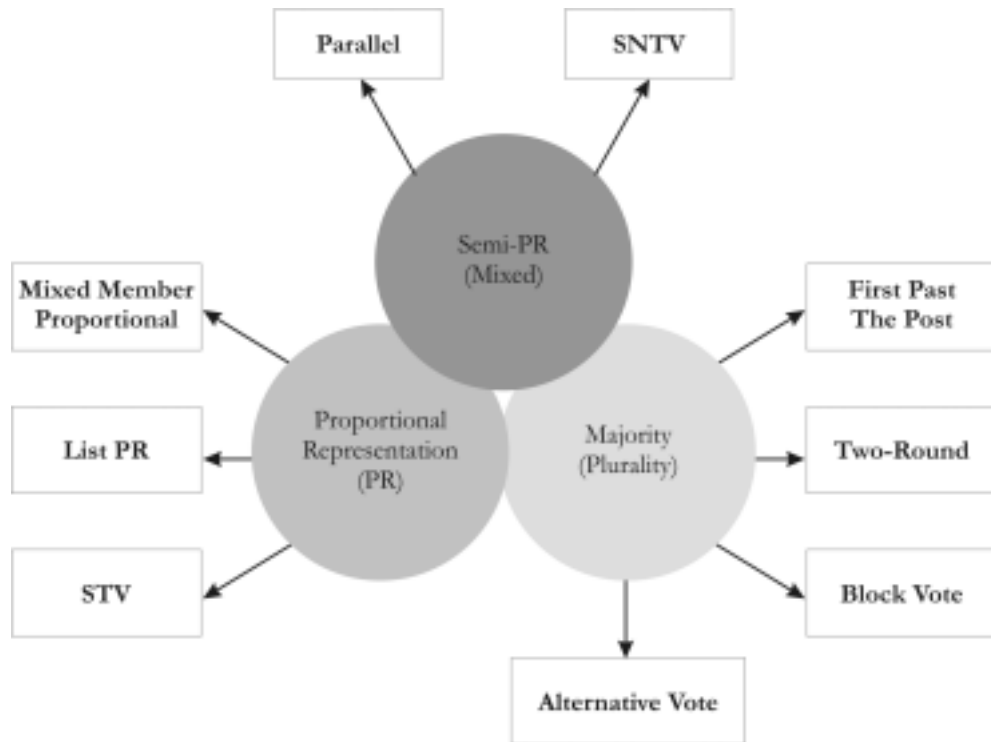 Parallel
SNTV
Semi-PR
(Mixed)
Mixed Member
Proportional
First Past
The Post
Proportional
Representation
(PR)
Majority
(Plurality)
List PR
Two-Round
STV
Block Vote
Alternative Vote